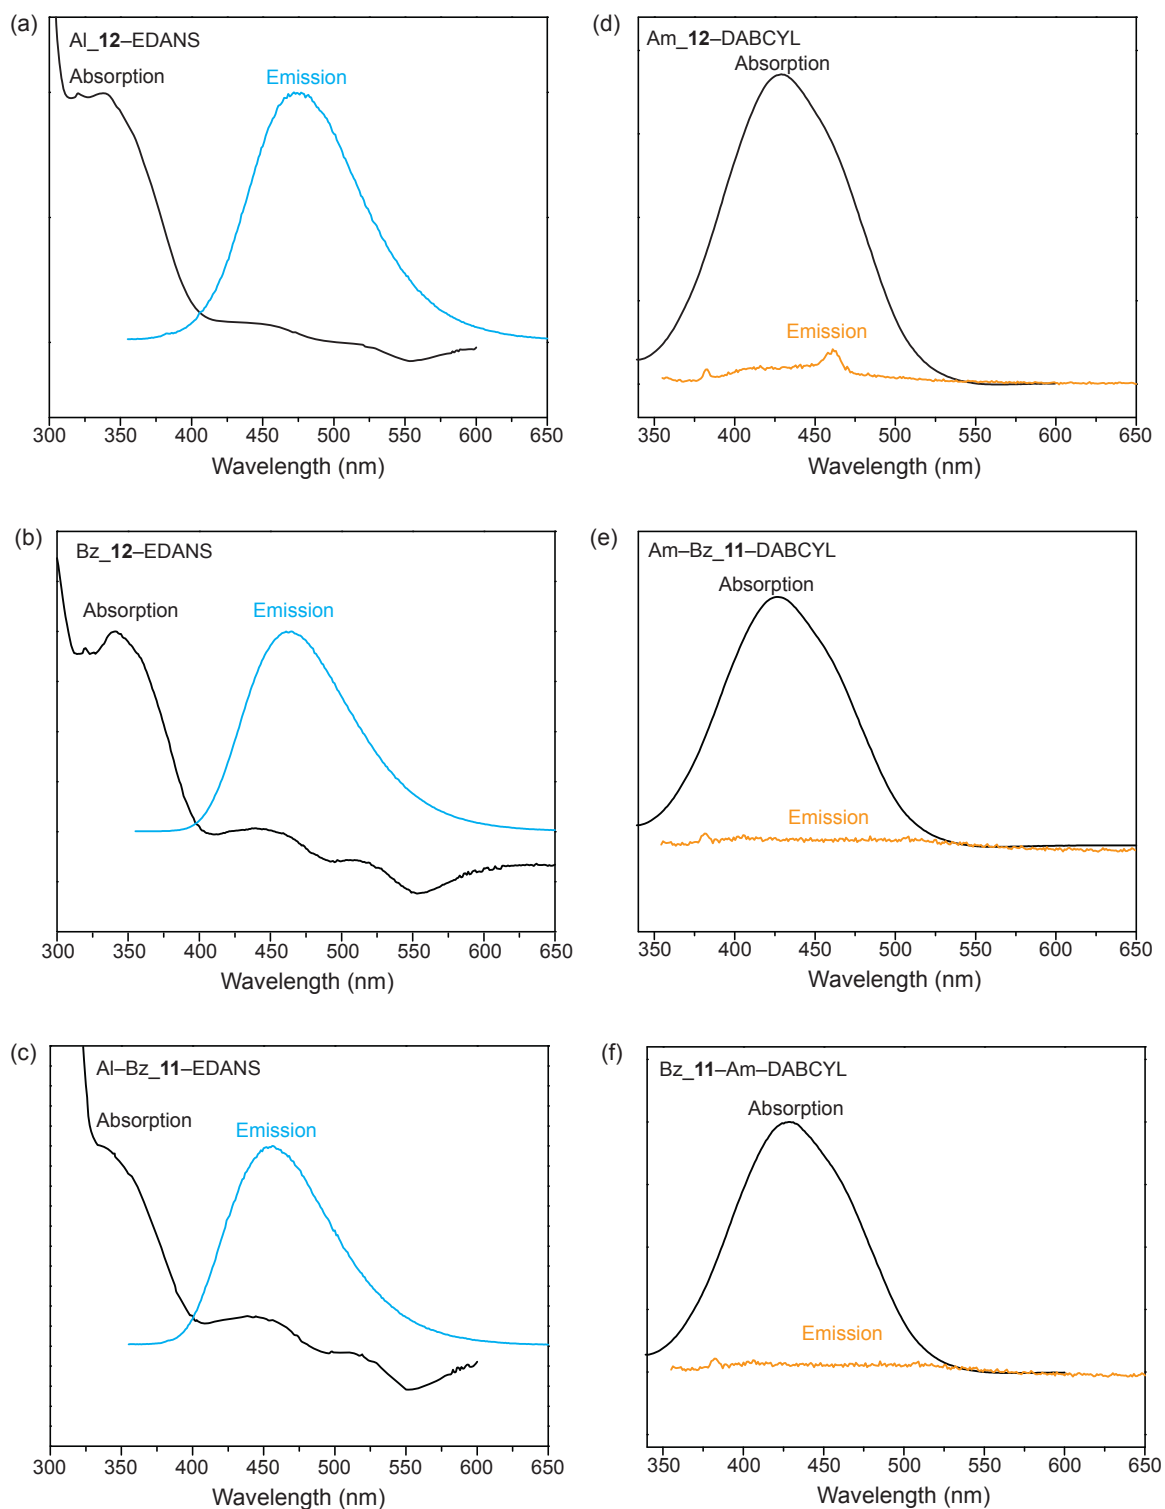 (a)
Al_12–EDANS
Absorption
Emission
300 350 400 450 500 550 600 650
Wavelength (nm)
(d)
Am_12–DABCYL
Absorption
Emission
350 400 450 500 550 600 650
Wavelength (nm)
(b)
Bz_12–EDANS
Absorption
Emission
300 350 400 450 500 550 600 650
Wavelength (nm)
(e)
Am–Bz_11–DABCYL
Absorption
Emission
350 400 450 500 550 600 650
Wavelength (nm)
(c)
Al–Bz_11–EDANS
Absorption
Emission
300 350 400 450 500 550 600 650
Wavelength (nm)
(f)
Bz_11–Am–DABCYL
Absorption
Emission
350 400 450 500 550 600 650
Wavelength (nm)